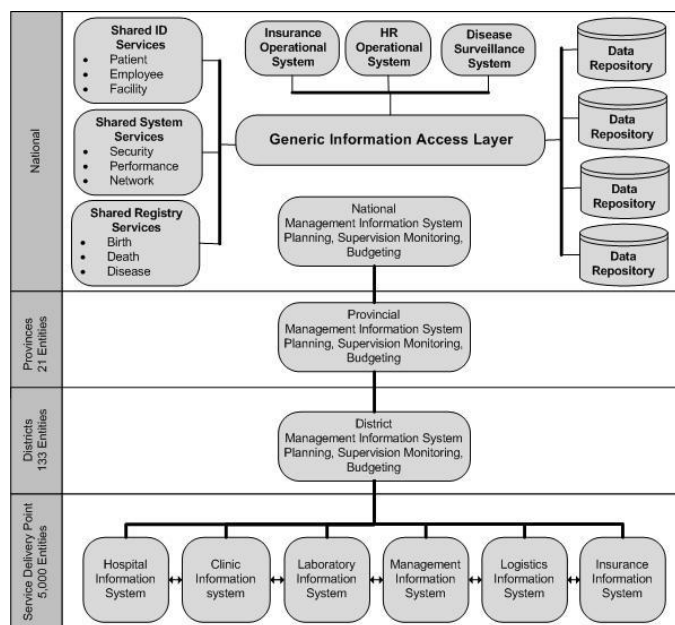 National
Shared ID
Services
• Patient
• Employee
• Facility
Shared System
Services
• Security
• Performance
• Network
Shared Registry
Services
• Birth
• Death
• Disease
Insurance
Operational
System
HR
Operational
System
Disease
Surveillance
System
Generic Information Access Layer
Data
Repository
Data
Repository
Data
Repository
Data
Repository
National
Management Information System
Planning, Supervision Monitoring,
Budgeting
Provinces
21 Entities
Provincial
Management Information System
Planning, Supervision Monitoring,
Budgeting
Districts
133 Entities
District
Management Information System
Planning, Supervision Monitoring,
Budgeting
Service Delivery Point
5,000 Entities
Hospital
Information
System
Clinic
Information
system
Laboratory
Information
System
Management
Information
System
Logistics
Information
System
Insurance
Information
System